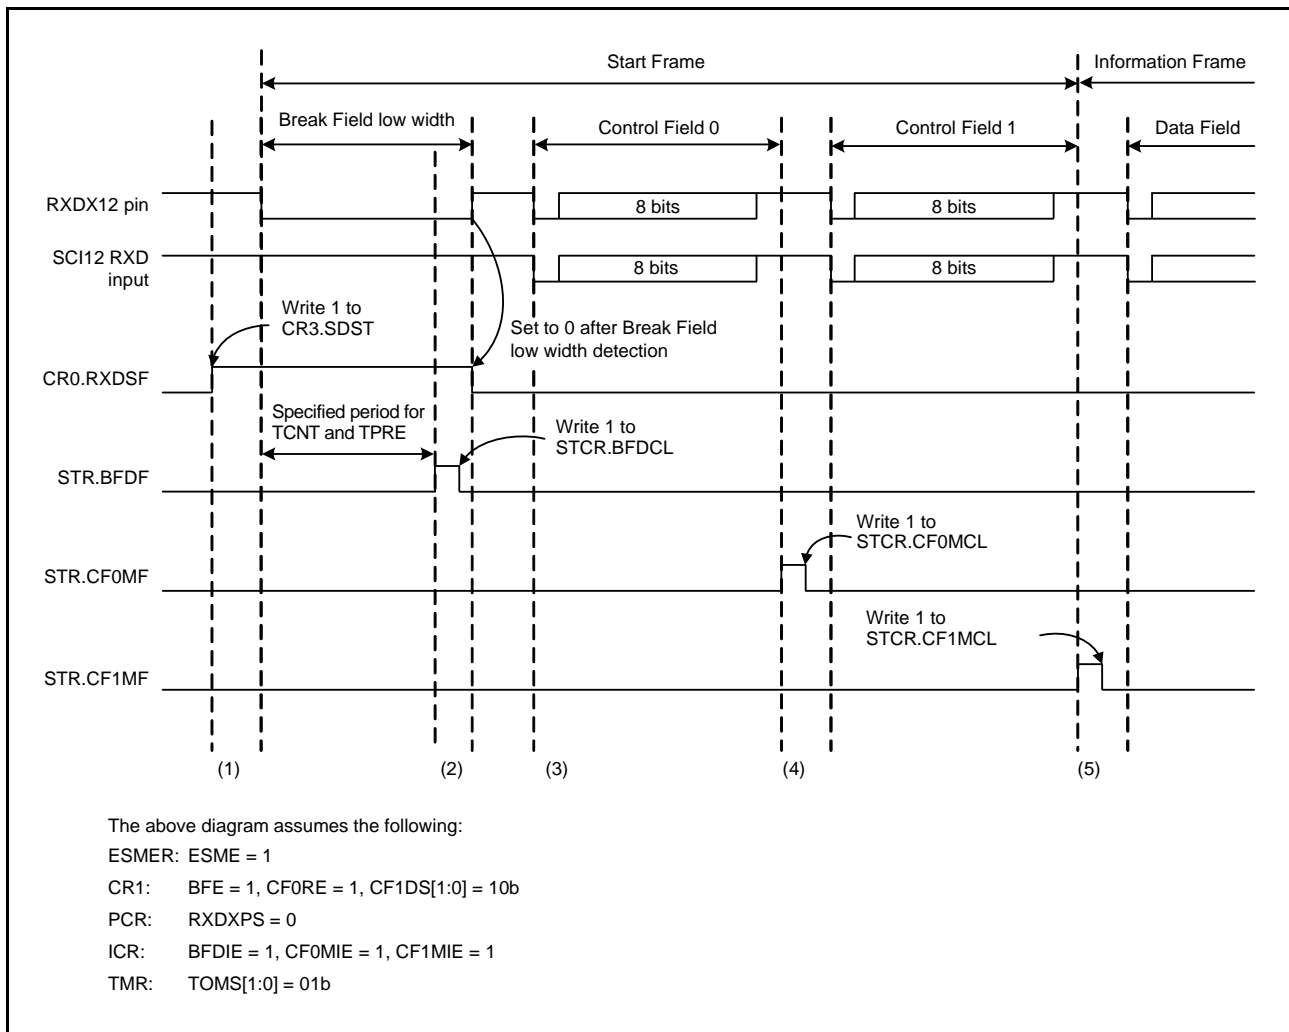 Start Frame
Information Frame
Break Field low width
Control Field 0
Control Field 1
Data Field
RXDX12 pin
8 bits
8 bits
SCI12 RXD
input
8 bits
8 bits
Write 1 to
CR3.SDST
Set to 0 after Break Field
low width detection
CR0.RXDSF
Specified period for
TCNT and TPRE
Write 1 to
STCR.BFDCL
STR.BFDF
Write 1 to
STCR.CF0MCL
STR.CF0MF
Write 1 to
STCR.CF1MCL
STR.CF1MF
(1)
(2)
(3)
(4)
(5)
The above diagram assumes the following:
ESMER: ESME = 1
CR1: BFE = 1, CF0RE = 1, CF1DS[1:0] = 10b
PCR: RXDXPS = 0
ICR: BFDIE = 1, CF0MIE = 1, CF1MIE = 1
TMR: TOMS[1:0] = 01b